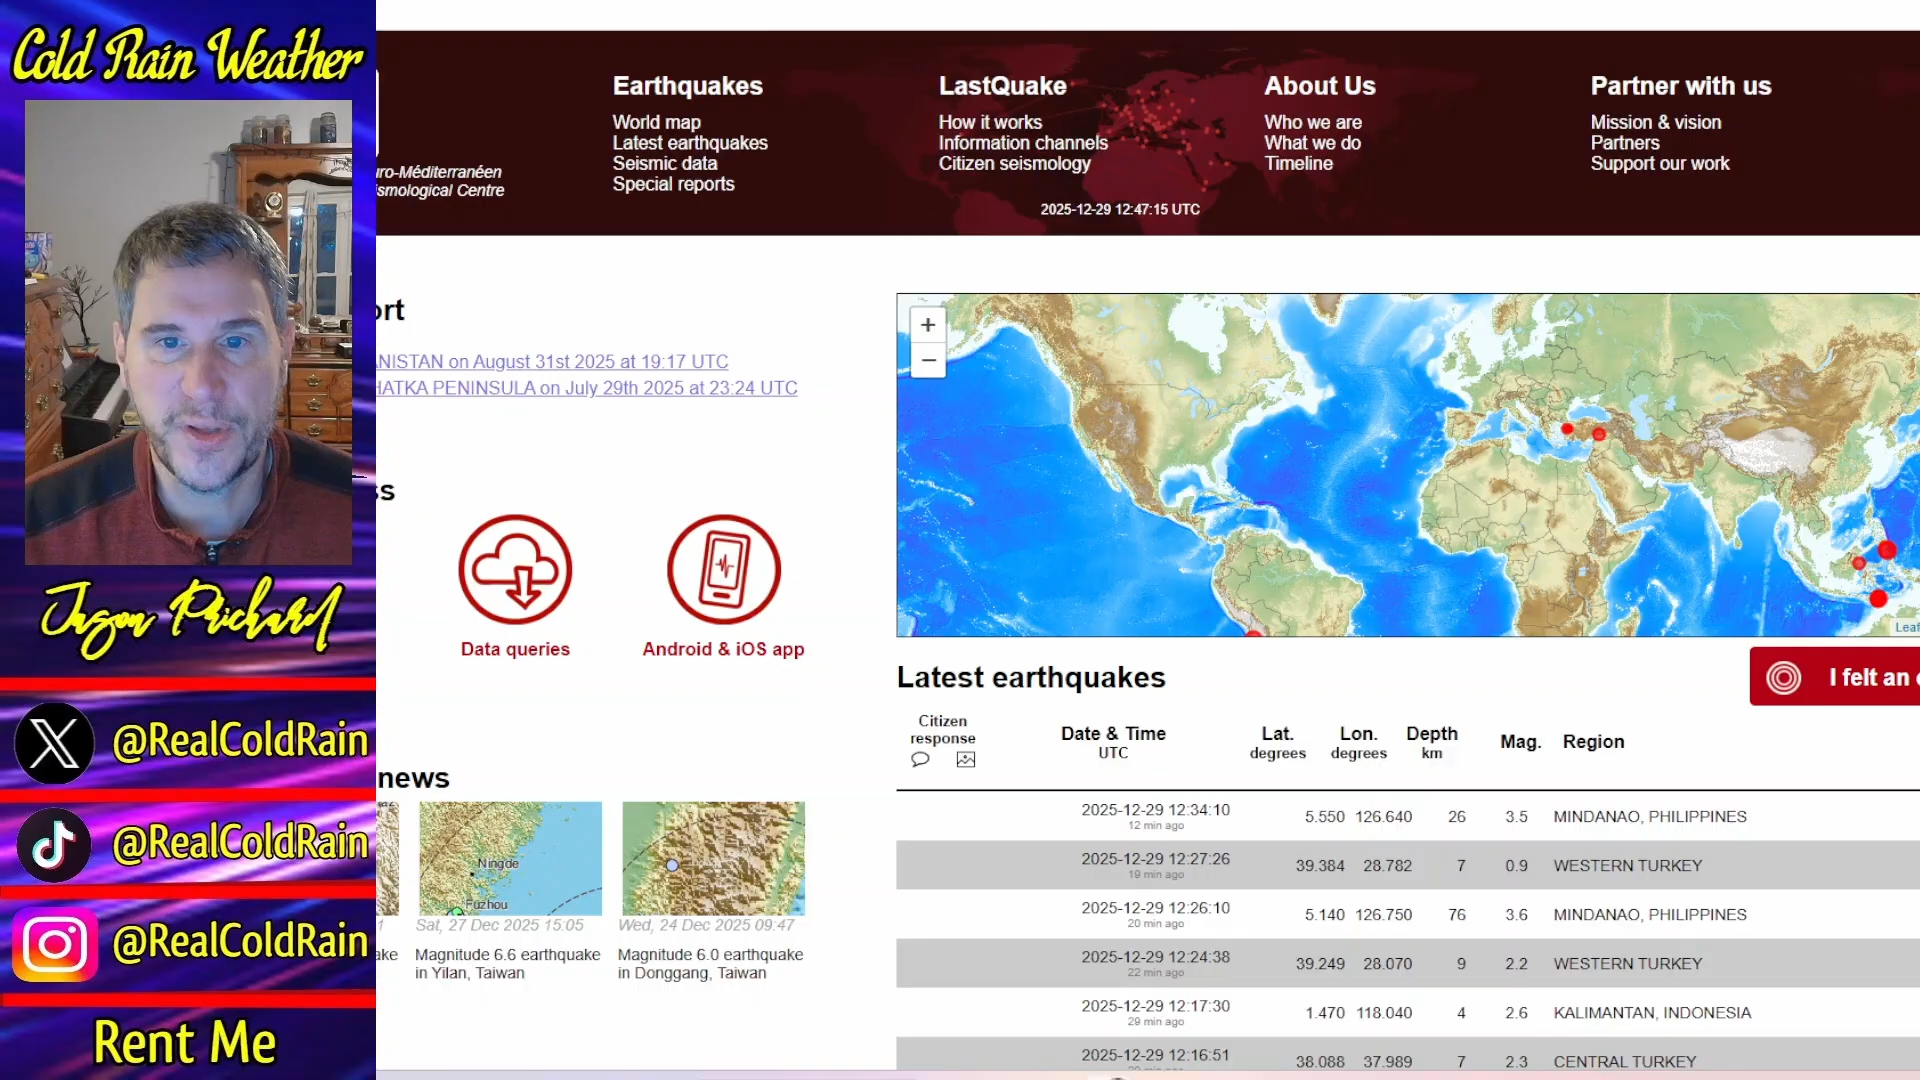 Cold Rain Weather
Jason Prichard
@RealColdRain
@RealColdRain
@RealColdRain
Rent Me
uro-Méditerranéen
ismological Centre
Earthquakes
World map
Latest earthquakes
Seismic data
Special reports
LastQuake
How it works
Information channels
Citizen seismology
About Us
Who we are
What we do
Timeline
Partner with us
Mission & vision
Partners
Support our work
2025-12-29 12:47:15 UTC
ort
ANISTAN on August 31st 2025 at 19:17 UTC
HATKA PENINSULA on July 29th 2025 at 23:24 UTC
ss
Data queries
Android & iOS app
news
Ningde
Fuzhou
1
Sat, 27 Dec 2025 15:05
Wed, 24 Dec 2025 09:47
ake
Magnitude 6.6 earthquake
in Yilan, Taiwan
Magnitude 6.0 earthquake
in Donggang, Taiwan
+
−
Leaf
Latest earthquakes
I felt an e
Citizen
response
Date & Time
UTC
Lat.
degrees
Lon.
degrees
Depth
km
Mag.
Region
2025-12-29 12:34:10 5.550 126.640 26 3.5 MINDANAO, PHILIPPINES
12 min ago
2025-12-29 12:27:26 39.384 28.782 7 0.9 WESTERN TURKEY
19 min ago
2025-12-29 12:26:10 5.140 126.750 76 3.6 MINDANAO, PHILIPPINES
20 min ago
2025-12-29 12:24:38 39.249 28.070 9 2.2 WESTERN TURKEY
22 min ago
2025-12-29 12:17:30 1.470 118.040 4 2.6 KALIMANTAN, INDONESIA
29 min ago
2025-12-29 12:16:51 38.088 37.989 7 2.3 CENTRAL TURKEY